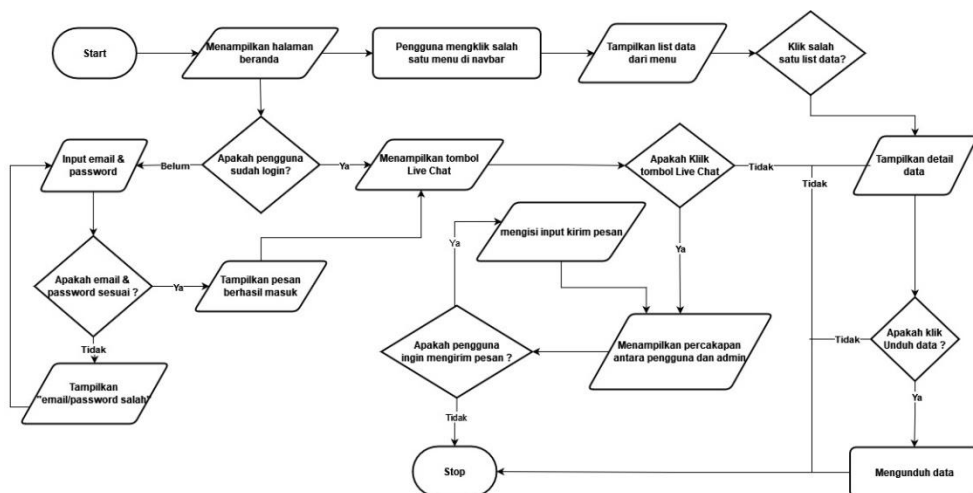 Start
Menampilkan halaman
beranda
Pengguna mengklik salah
satu menu di navbar
Tampilkan list data
dari menu
Klik salah
satu list data?
Input email &
password
Belum
Apakah pengguna
sudah login?
Ya
Menampilkan tombol
Live Chat
Apakah Klilk
tombol Live Chat
Tidak
Tidak
Tampilkan detail
data
mengisi input kirim pesan
Ya
Ya
Apakah email &
password sesuai ?
Ya
Tampilkan pesan
berhasil masuk
Apakah pengguna
ingin mengirim pesan ?
Menampilkan percakapan
antara pengguna dan admin
Tidak
Apakah klik
Unduh data ?
Tidak
Tampilkan
"email/password salah"
Ya
Tidak
Stop
Mengunduh data